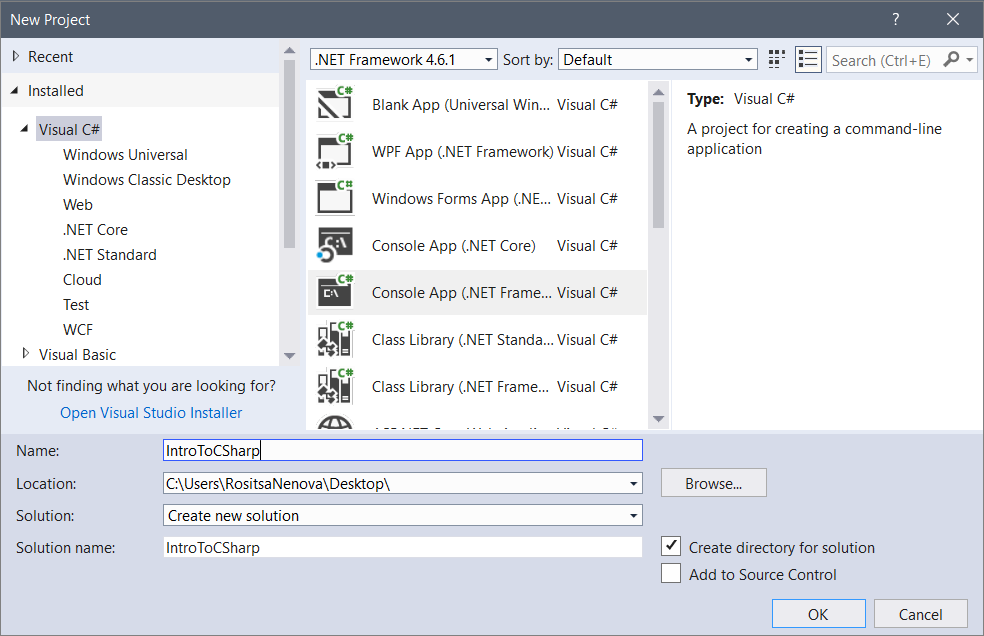 New Project
?
Recent
Installed
Visual C#
Windows Universal
Windows Classic Desktop
Web
.NET Core
.NET Standard
Cloud
Test
WCF
Visual Basic
Not finding what you are looking for?
Open Visual Studio Installer
.NET Framework 4.6.1 Sort by: Default
Search (Ctrl+E)
C# Blank App (Universal Win... Visual C#
C# WPF App (.NET Framework) Visual C#
C# Windows Forms App (.NE... Visual C#
C:\ Console App (.NET Core) Visual C#
C# C:\ Console App (.NET Frame... Visual C#
C# Class Library (.NET Standa... Visual C#
C# Class Library (.NET Frame... Visual C#
Type: Visual C#
A project for creating a command-line
application
Name: IntroToCSharp
Location: C:\Users\RositsaNenova\Desktop\ Browse...
Solution: Create new solution
Solution name: IntroToCSharp
Create directory for solution
Add to Source Control
OK Cancel